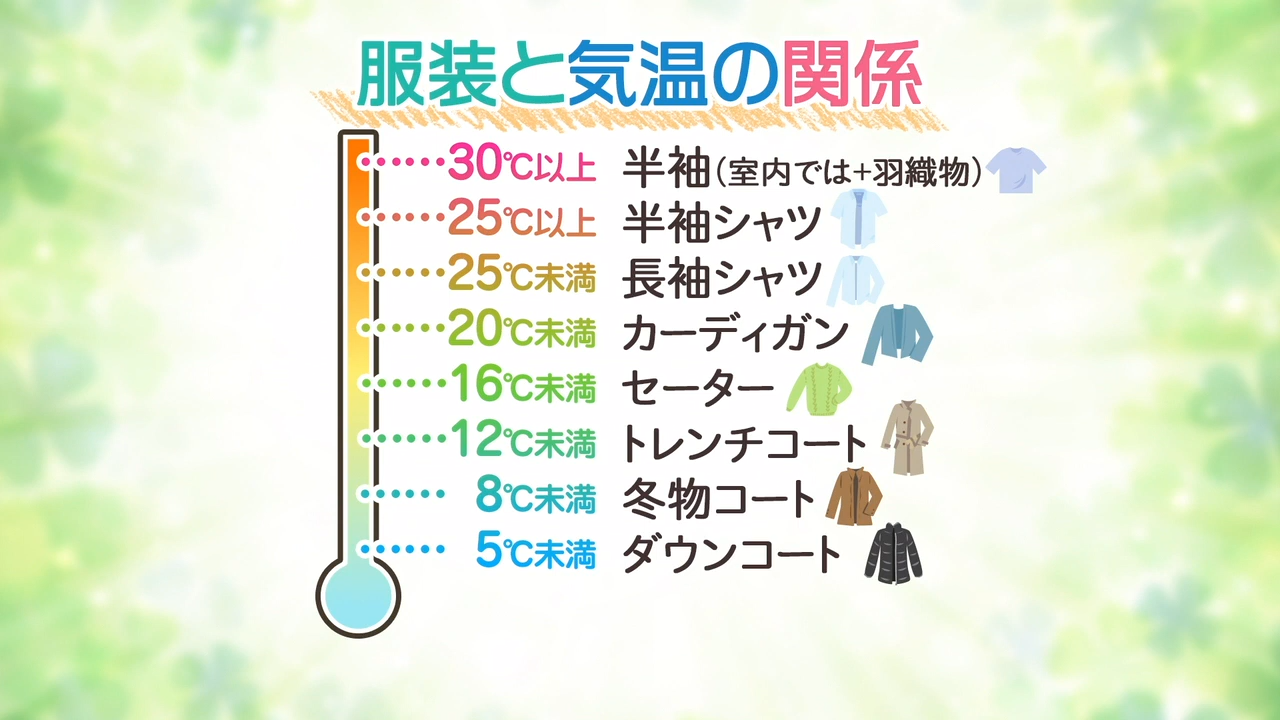 服装と気温の関係
30℃以上 半袖(室内では+羽織物)
25℃以上 半袖シャツ
25℃未満 長袖シャツ
20℃未満 カーディガン
16℃未満 セーター
12℃未満 トレンチコート
8℃未満 冬物コート
5℃未満 ダウンコート